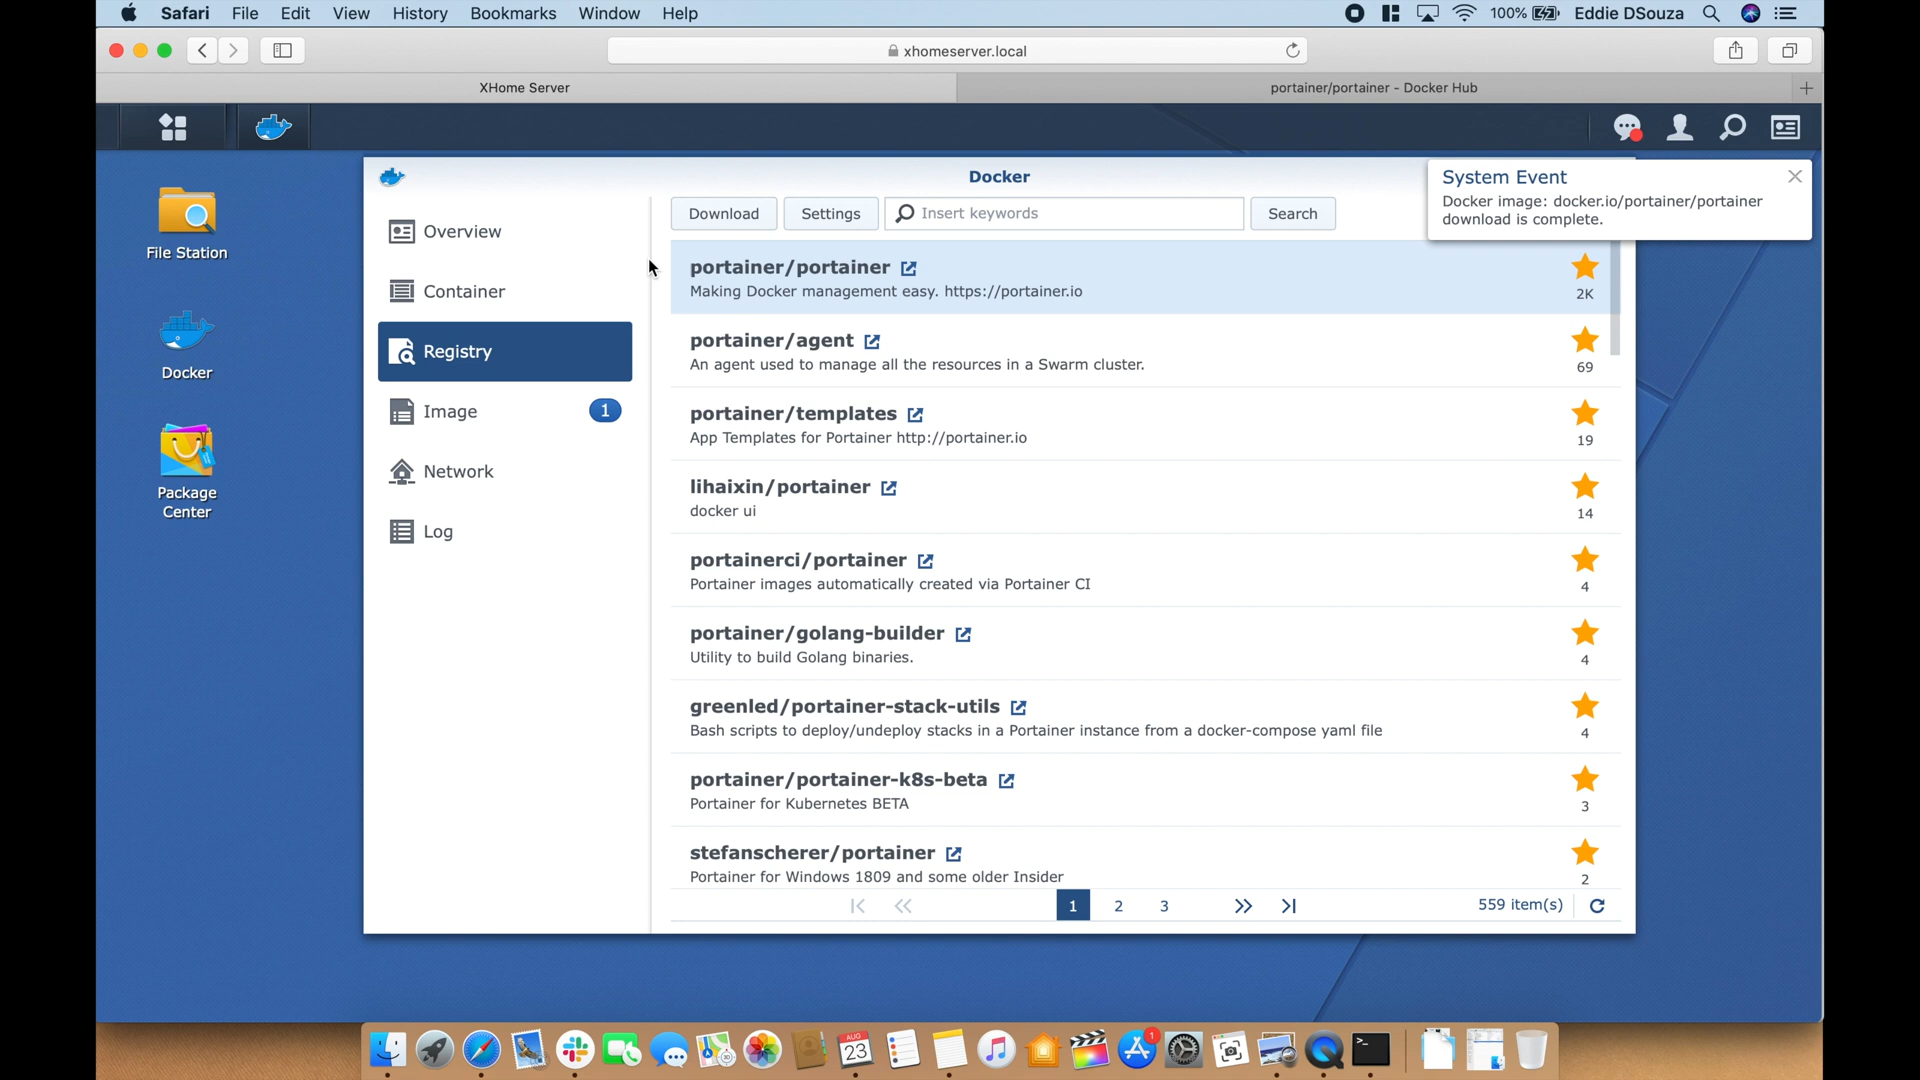 Safari File Edit View History Bookmarks Window Help 100% Eddie DSouza
xhomeserver.local
XHome Server portainer/portainer - Docker Hub
Docker
System Event
Docker image: docker.io/portainer/portainer
download is complete.
File Station
Docker
Package
Center
Overview
Container
Registry
Image 1
Network
Log
Download Settings Insert keywords Search
portainer/portainer
Making Docker management easy. https://portainer.io
2K
portainer/agent
An agent used to manage all the resources in a Swarm cluster.
69
portainer/templates
App Templates for Portainer http://portainer.io
19
lihaixin/portainer
docker ui
14
portainerci/portainer
Portainer images automatically created via Portainer CI
4
portainer/golang-builder
Utility to build Golang binaries.
4
greenled/portainer-stack-utils
Bash scripts to deploy/undeploy stacks in a Portainer instance from a docker-compose yaml file
4
portainer/portainer-k8s-beta
Portainer for Kubernetes BETA
3
stefanscherer/portainer
Portainer for Windows 1809 and some older Insider
2
1 2 3 559 item(s)
AUG
23
1